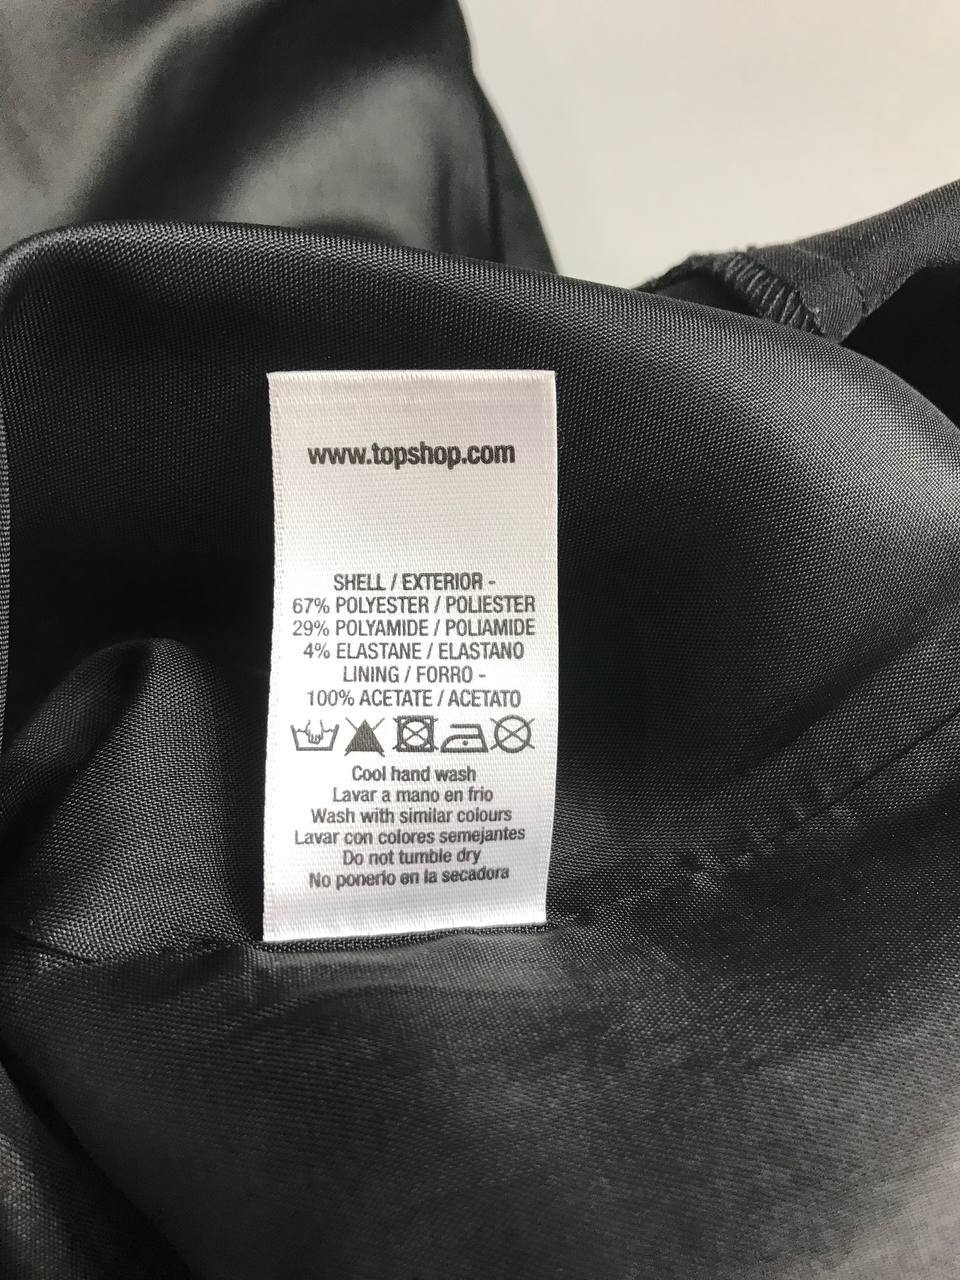 www.topshop.com
SHELL / EXTERIOR -
67% POLYESTER / POLIESTER
29% POLYAMIDE / POLIAMIDE
4% ELASTANE / ELASTANO
LINING / FORRO -
100% ACETATE / ACETATO
Cool hand wash
Lavar a mano en frio
Wash with similar colours
Lavar con colores semejantes
Do not tumble dry
No ponerlo en la secadora